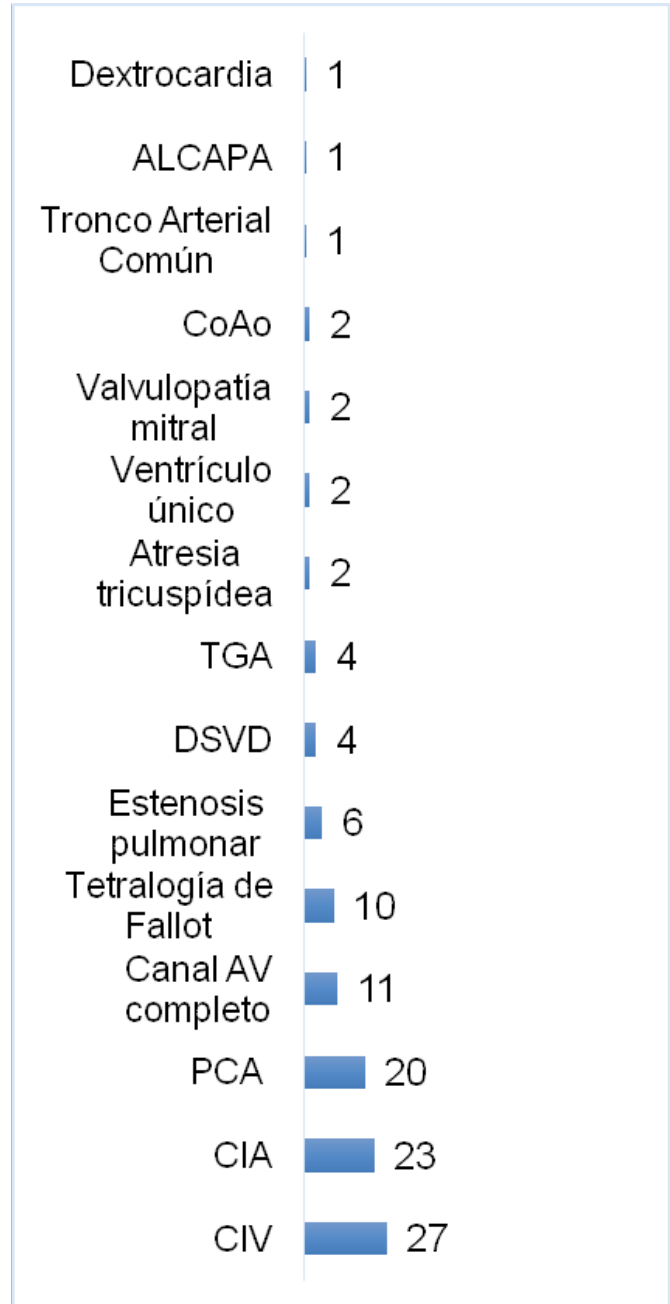 Dextrocardia 1
ALCAPA 1
Tronco Arterial
Común 1
CoAo 2
Valvulopatía
mitral 2
Ventrículo
único 2
Atresia
tricuspídea 2
TGA 4
DSVD 4
Estenosis
pulmonar 6
Tetralogía de
Fallot 10
Canal AV
completo 11
PCA 20
CIA 23
CIV 27